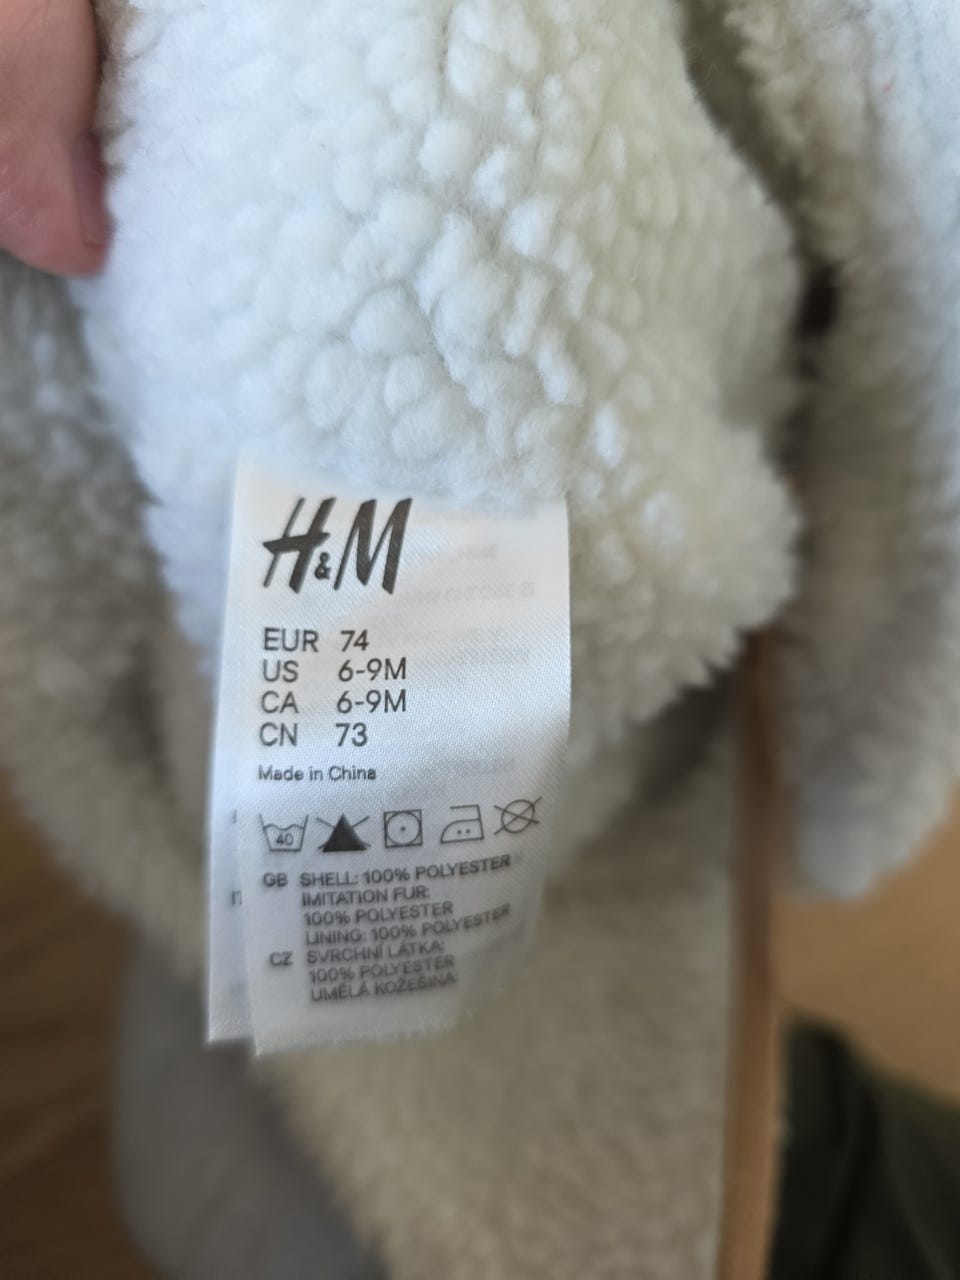 H&M
EUR 74
US 6-9M
CA 6-9M
CN 73
Made in China
40
GB SHELL: 100% POLYESTER
IMITATION FUR:
100% POLYESTER
LINING: 100% POLYESTER
CZ SVRCHNÍ LÁTKA:
100% POLYESTER
UMĚLÁ KOŽEŠINA